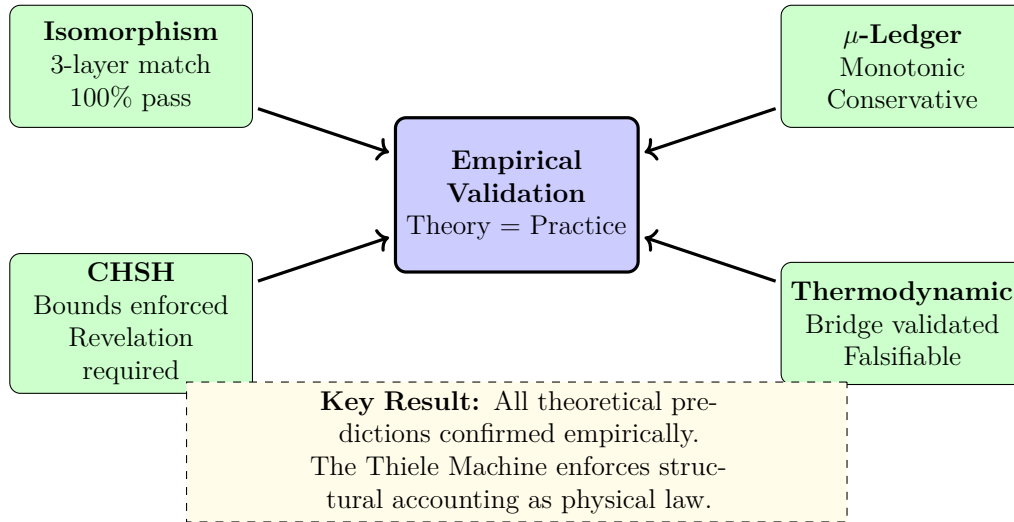 Isomorphism
3-layer match
100% pass
μ-Ledger
Monotonic
Conservative
Empirical
Validation
Theory = Practice
CHSH
Bounds enforced
Revelation
required
Thermodynamic
Bridge validated
Falsifiable
Key Result: All theoretical pre-
dictions confirmed empirically.
The Thiele Machine enforces struc-
tural accounting as physical law.